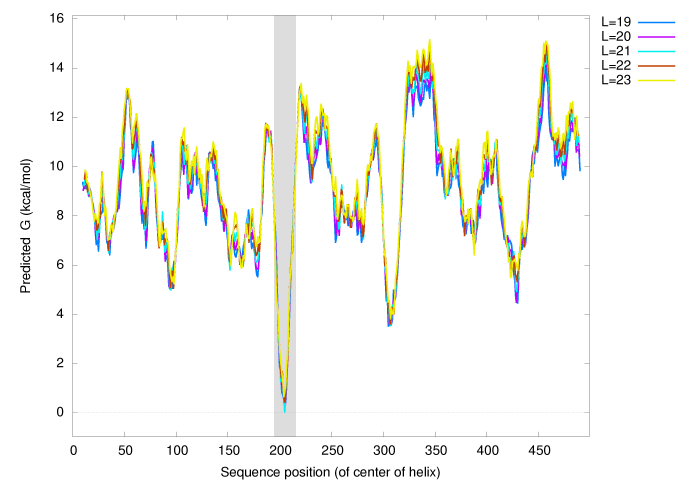 16
14
12
10
8
6
4
2
0
Predicted G (kcal/mol)
0
50
100
150
200
250
300
350
400
450
Sequence position (of center of helix)
L=19
L=20
L=21
L=22
L=23